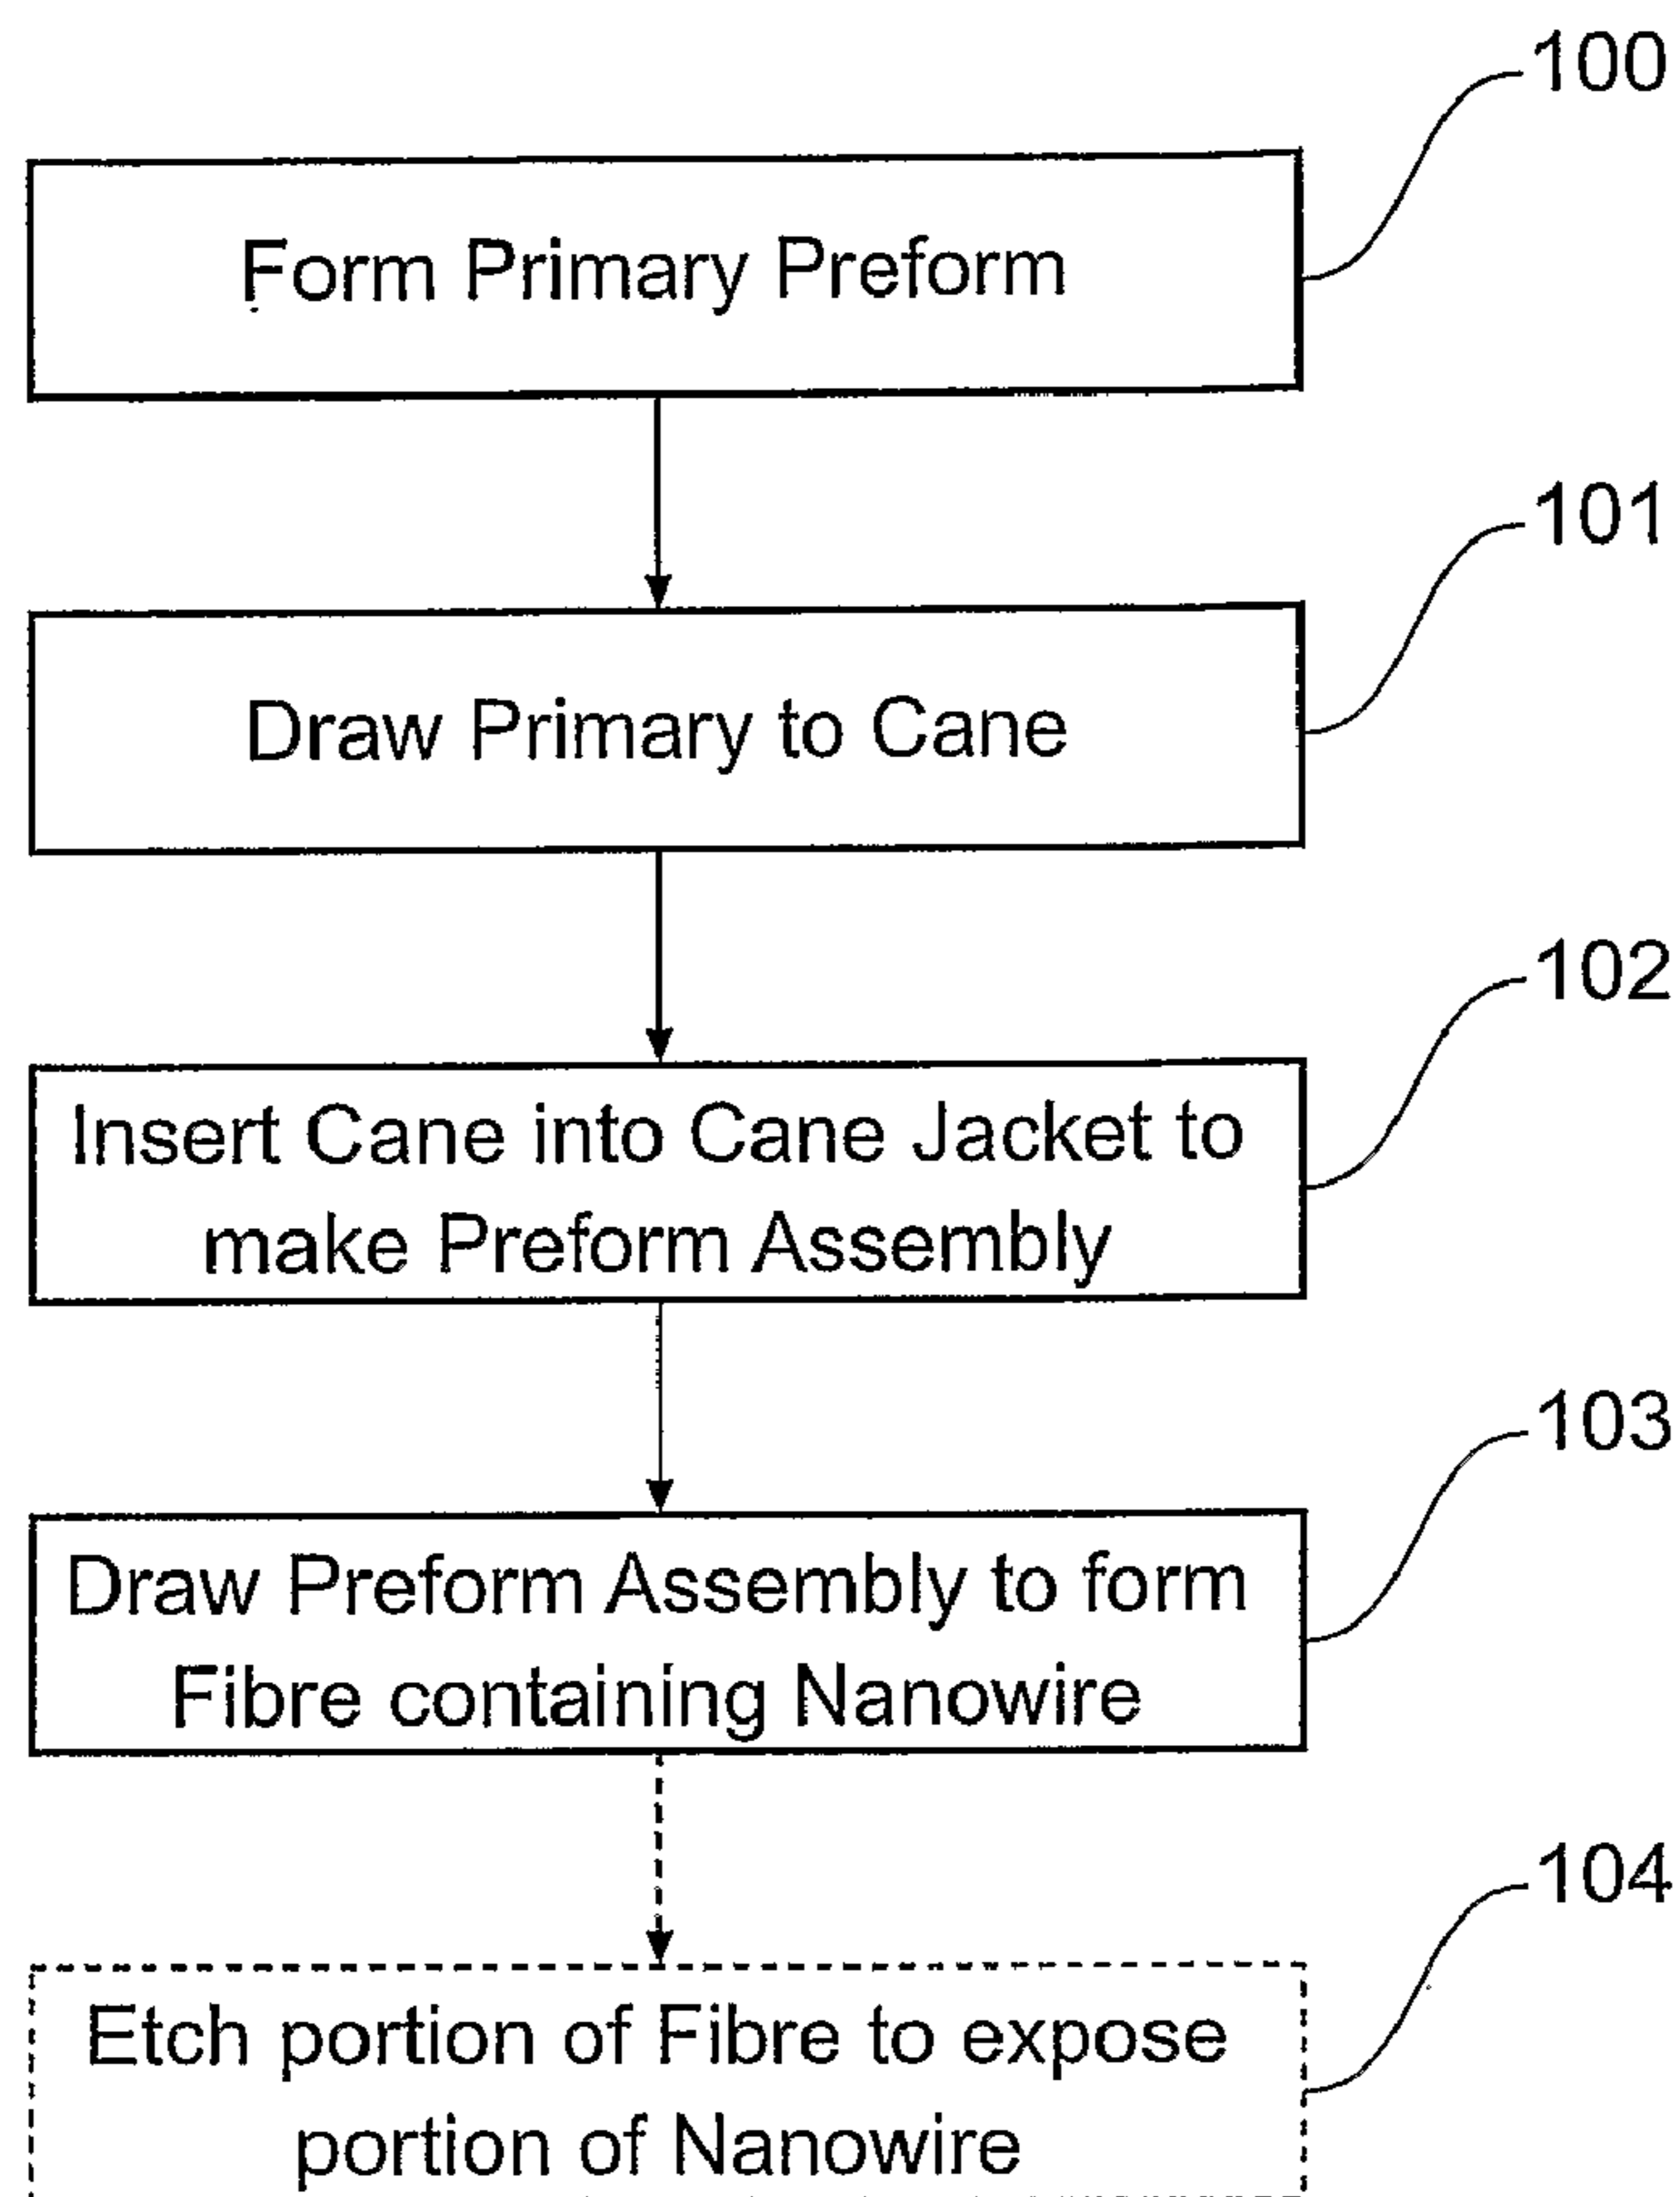 100
Form Primary Preform
101
Draw Primary to Cane
102
Insert Cane into Cane Jacket to
make Preform Assembly
103
Draw Preform Assembly to form
Fibre containing Nanowire
104
Etch portion of Fibre to expose
portion of Nanowire